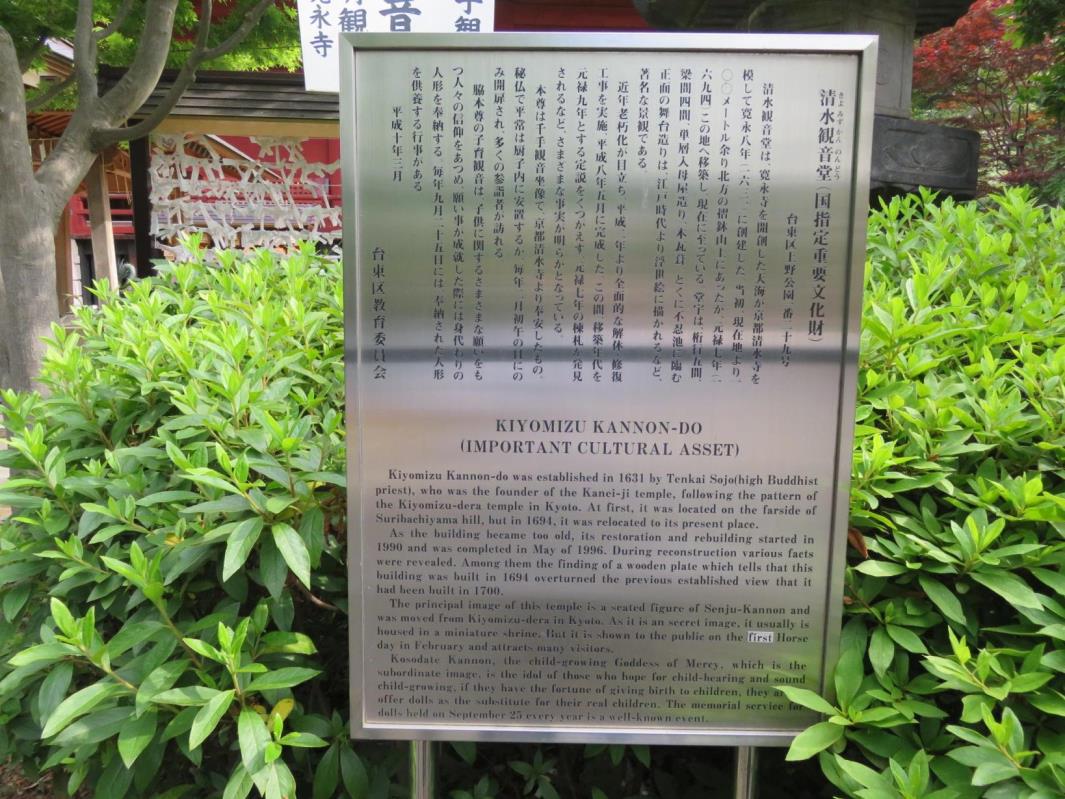 手観
音
観
永寺
清水観音堂(国指定重要文化財)
きよ みず かん のんどう
台東区上野公園一番二十九号
清水観音堂は、寛永寺を開創した天海が京都清水寺を
模して寛永八年(一六三一)に創建した。当初、現在地より一
〇〇メートル余り北方の摺鉢山上にあったが、元禄七年(一
六九四)この地へ移築し、現在に至っている。堂宇は、桁行五間、
梁間四間、単層入母屋造り、本瓦葺。とくに不忍池に臨む
正面の舞台造りは、江戸時代より浮世絵に描かれるなど、
著名な景観である。
近年老朽化が目立ち、平成二年より全面的な解体・修復
工事を実施、平成八年五月に完成した。この間、移築年代を
元禄九年とする定説をくつがえす、元禄七年の棟札が発見
されるなど、さまざまな事実が明らかとなっている。
本尊は千手観音坐像で、京都清水寺より奉安したもの。
秘仏で平常は厨子内に安置するが、毎年二月初午の日にの
み開扉され、多くの参詣者が訪れる。
脇本尊の子育観音は、子供に関するさまざまな願いをも
つ人々の信仰をあつめ、願い事が成就した際には身代わりの
人形を奉納する。毎年九月二十五日には、奉納された人形
を供養する行事がある
平成十年三月
台東区教育委員会
KIYOMIZU KANNON-DO
(IMPORTANT CULTURAL ASSET)
Kiyomizu Kannon-do was established in 1631 by Tenkai Sojo(high Buddhist
priest), who was the founder of the Kanei-ji temple, following the pattern of
the Kiyomizu-dera temple in Kyoto. At first, it was located on the farside of
Suribachiyama hill, but in 1694, it was relocated to its present place.
As the building became too old, its restoration and rebuilding started in
1990 and was completed in May of 1996. During reconstruction various facts
were revealed. Among them the finding of a wooden plate which tells that this
building was built in 1694 overturned the previous established view that it
had been built in 1700.
The principal image of this temple is a seated figure of Senju-Kannon and
was moved from Kiyomizu-dera in Kyoto. As it is an secret image, it usually is
housed in a miniature shrine. But it is shown to the public on the first Horse
day in February and attracts many visitors.
Kosodate Kannon, the child-growing Goddess of Mercy, which is the
subordinate image, is the idol of those who hope for child-hearing and sound
child-growing, if they have the fortune of giving birth to children, they
offer dolls as the substitute for their real children. The memorial service for
dolls held on September 25 every year is a well-known event.